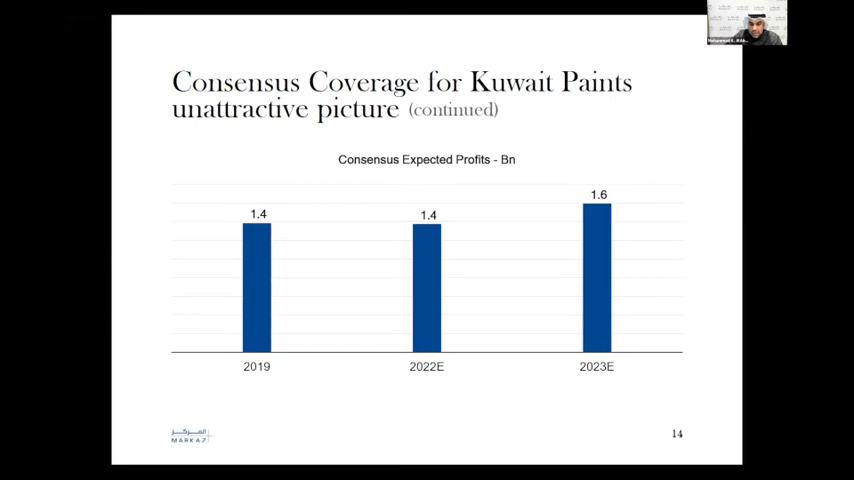 Consensus Coverage for Kuwait Paints
unattractive picture (continued)
Consensus Expected Profits - Bn
1.4
1.4
1.6
2019
2022E
2023E
المركز
MARKAZ
14